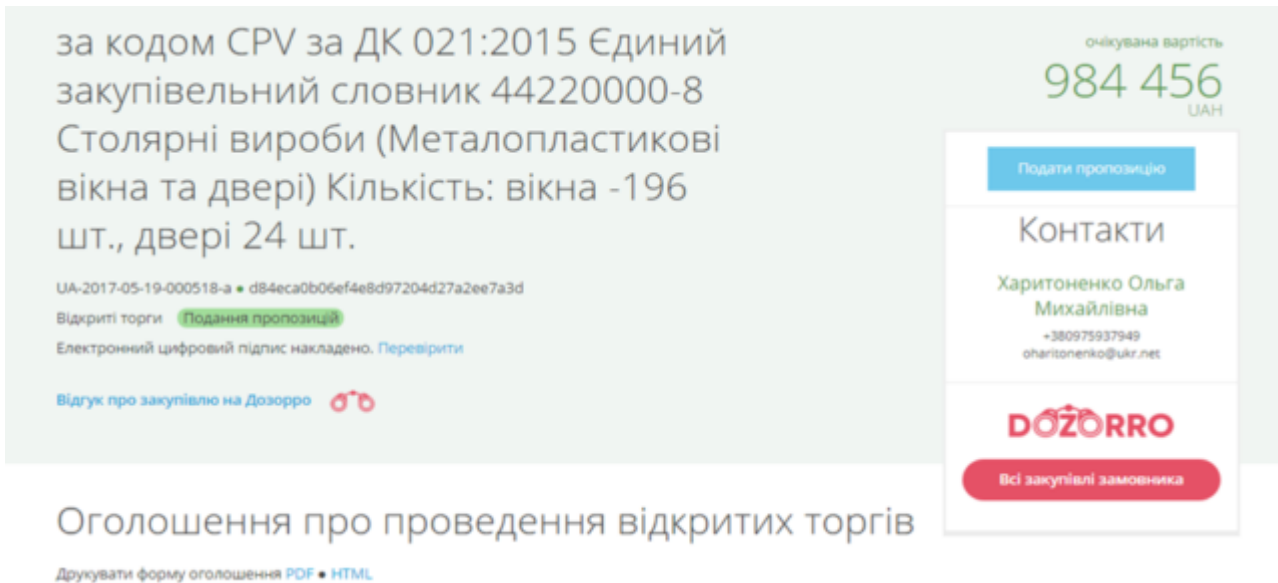 за кодом CPV за ДК 021:2015 Єдиний
закупівельний словник 44220000-8
Столярні вироби (Металопластикові
вікна та двері) Кількість: вікна -196
шт., двері 24 шт.
UA-2017-05-19-000518-a ● d84eca0b06ef4e8d97204d27a2ee7a3d
Відкриті торги Подання пропозицій
Електронний цифровий підпис накладено. Перевірити
Відгук про закупівлю на Дозорро
очікувана вартість
984 456
UAH
Подати пропозицію
Контакти
Харитоненко Ольга
Михайлівна
+380975937949
oharitonenko@ukr.net
DOZORRO
Всі закупівлі замовника
Оголошення про проведення відкритих торгів
Друкувати форму оголошення PDF ● HTML